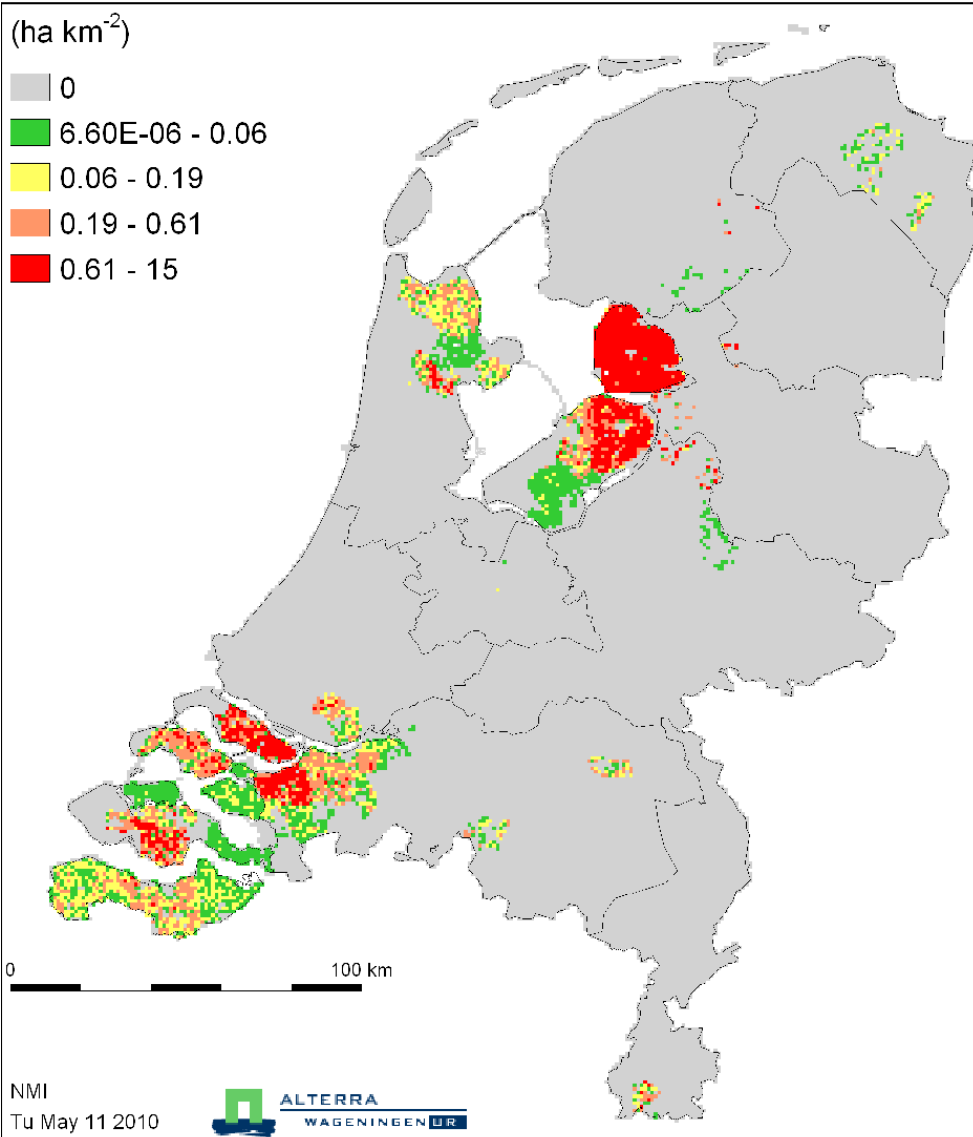 (ha km-2)
0
6.60E-06 - 0.06
0.06 - 0.19
0.19 - 0.61
0.61 - 15
0 100 km
NMI
Tu May 11 2010
ALTERRA
WAGENINGEN UR